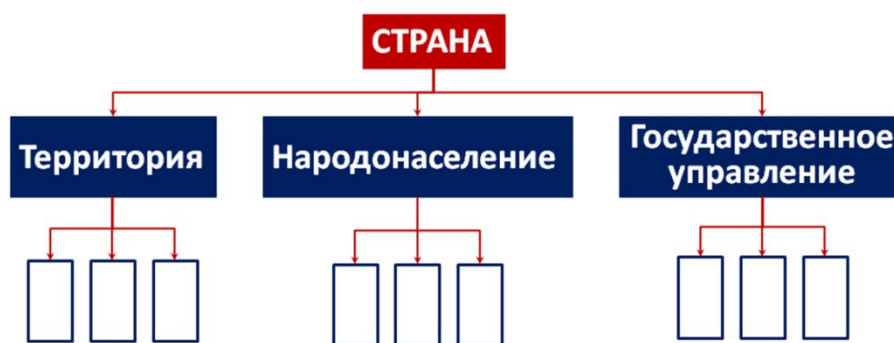 СТРАНА
Территория
Народонаселение
Государственное
управление